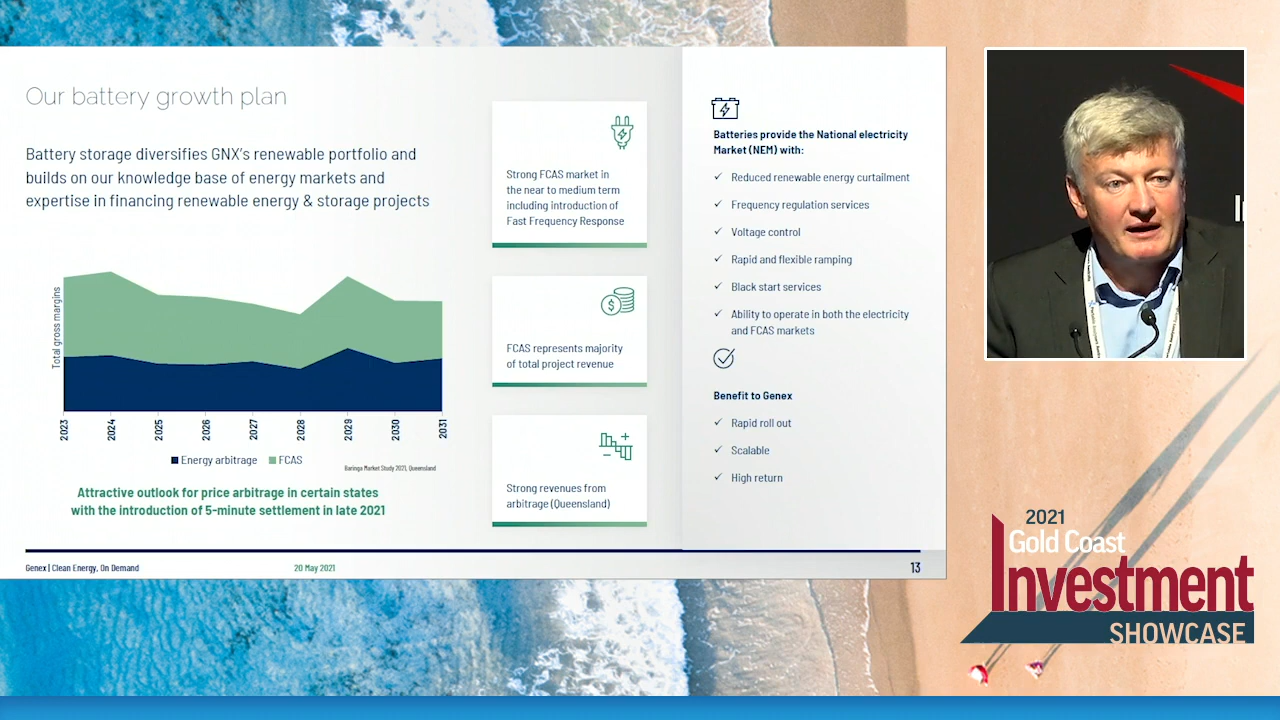 Our battery growth plan
Battery storage diversifies GNX's renewable portfolio and
builds on our knowledge base of energy markets and
expertise in financing renewable energy & storage projects
Total gross margins
2023
2024
2025
2026
2027
2028
2029
2030
2031
Energy arbitrage
FCAS
Baringa Market Study 2021, Queensland
Attractive outlook for price arbitrage in certain states
with the introduction of 5-minute settlement in late 2021
Strong FCAS market in
the near to medium term
including introduction of
Fast Frequency Response
FCAS represents majority
of total project revenue
Strong revenues from
arbitrage (Queensland)
Batteries provide the National electricity
Market (NEM) with:
✓ Reduced renewable energy curtailment
✓ Frequency regulation services
✓ Voltage control
✓ Rapid and flexible ramping
✓ Black start services
✓ Ability to operate in both the electricity
and FCAS markets
Benefit to Genex
✓ Rapid roll out
✓ Scalable
✓ High return
Genex | Clean Energy, On Demand
20 May 2021
13
2021
Gold Coast
Investment
SHOWCASE